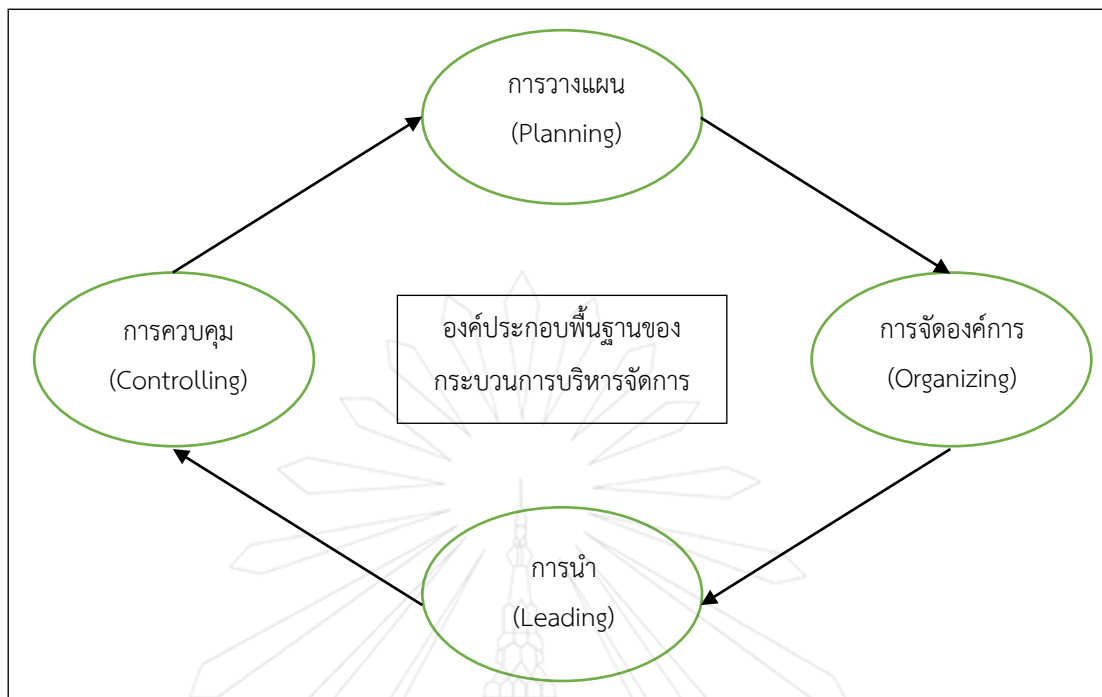 การวางแผน
(Planning)
การควบคุม
(Controlling)
องค์ประกอบพื้นฐานของ
กระบวนการบริหารจัดการ
การจัดองค์การ
(Organizing)
การนำ
(Leading)